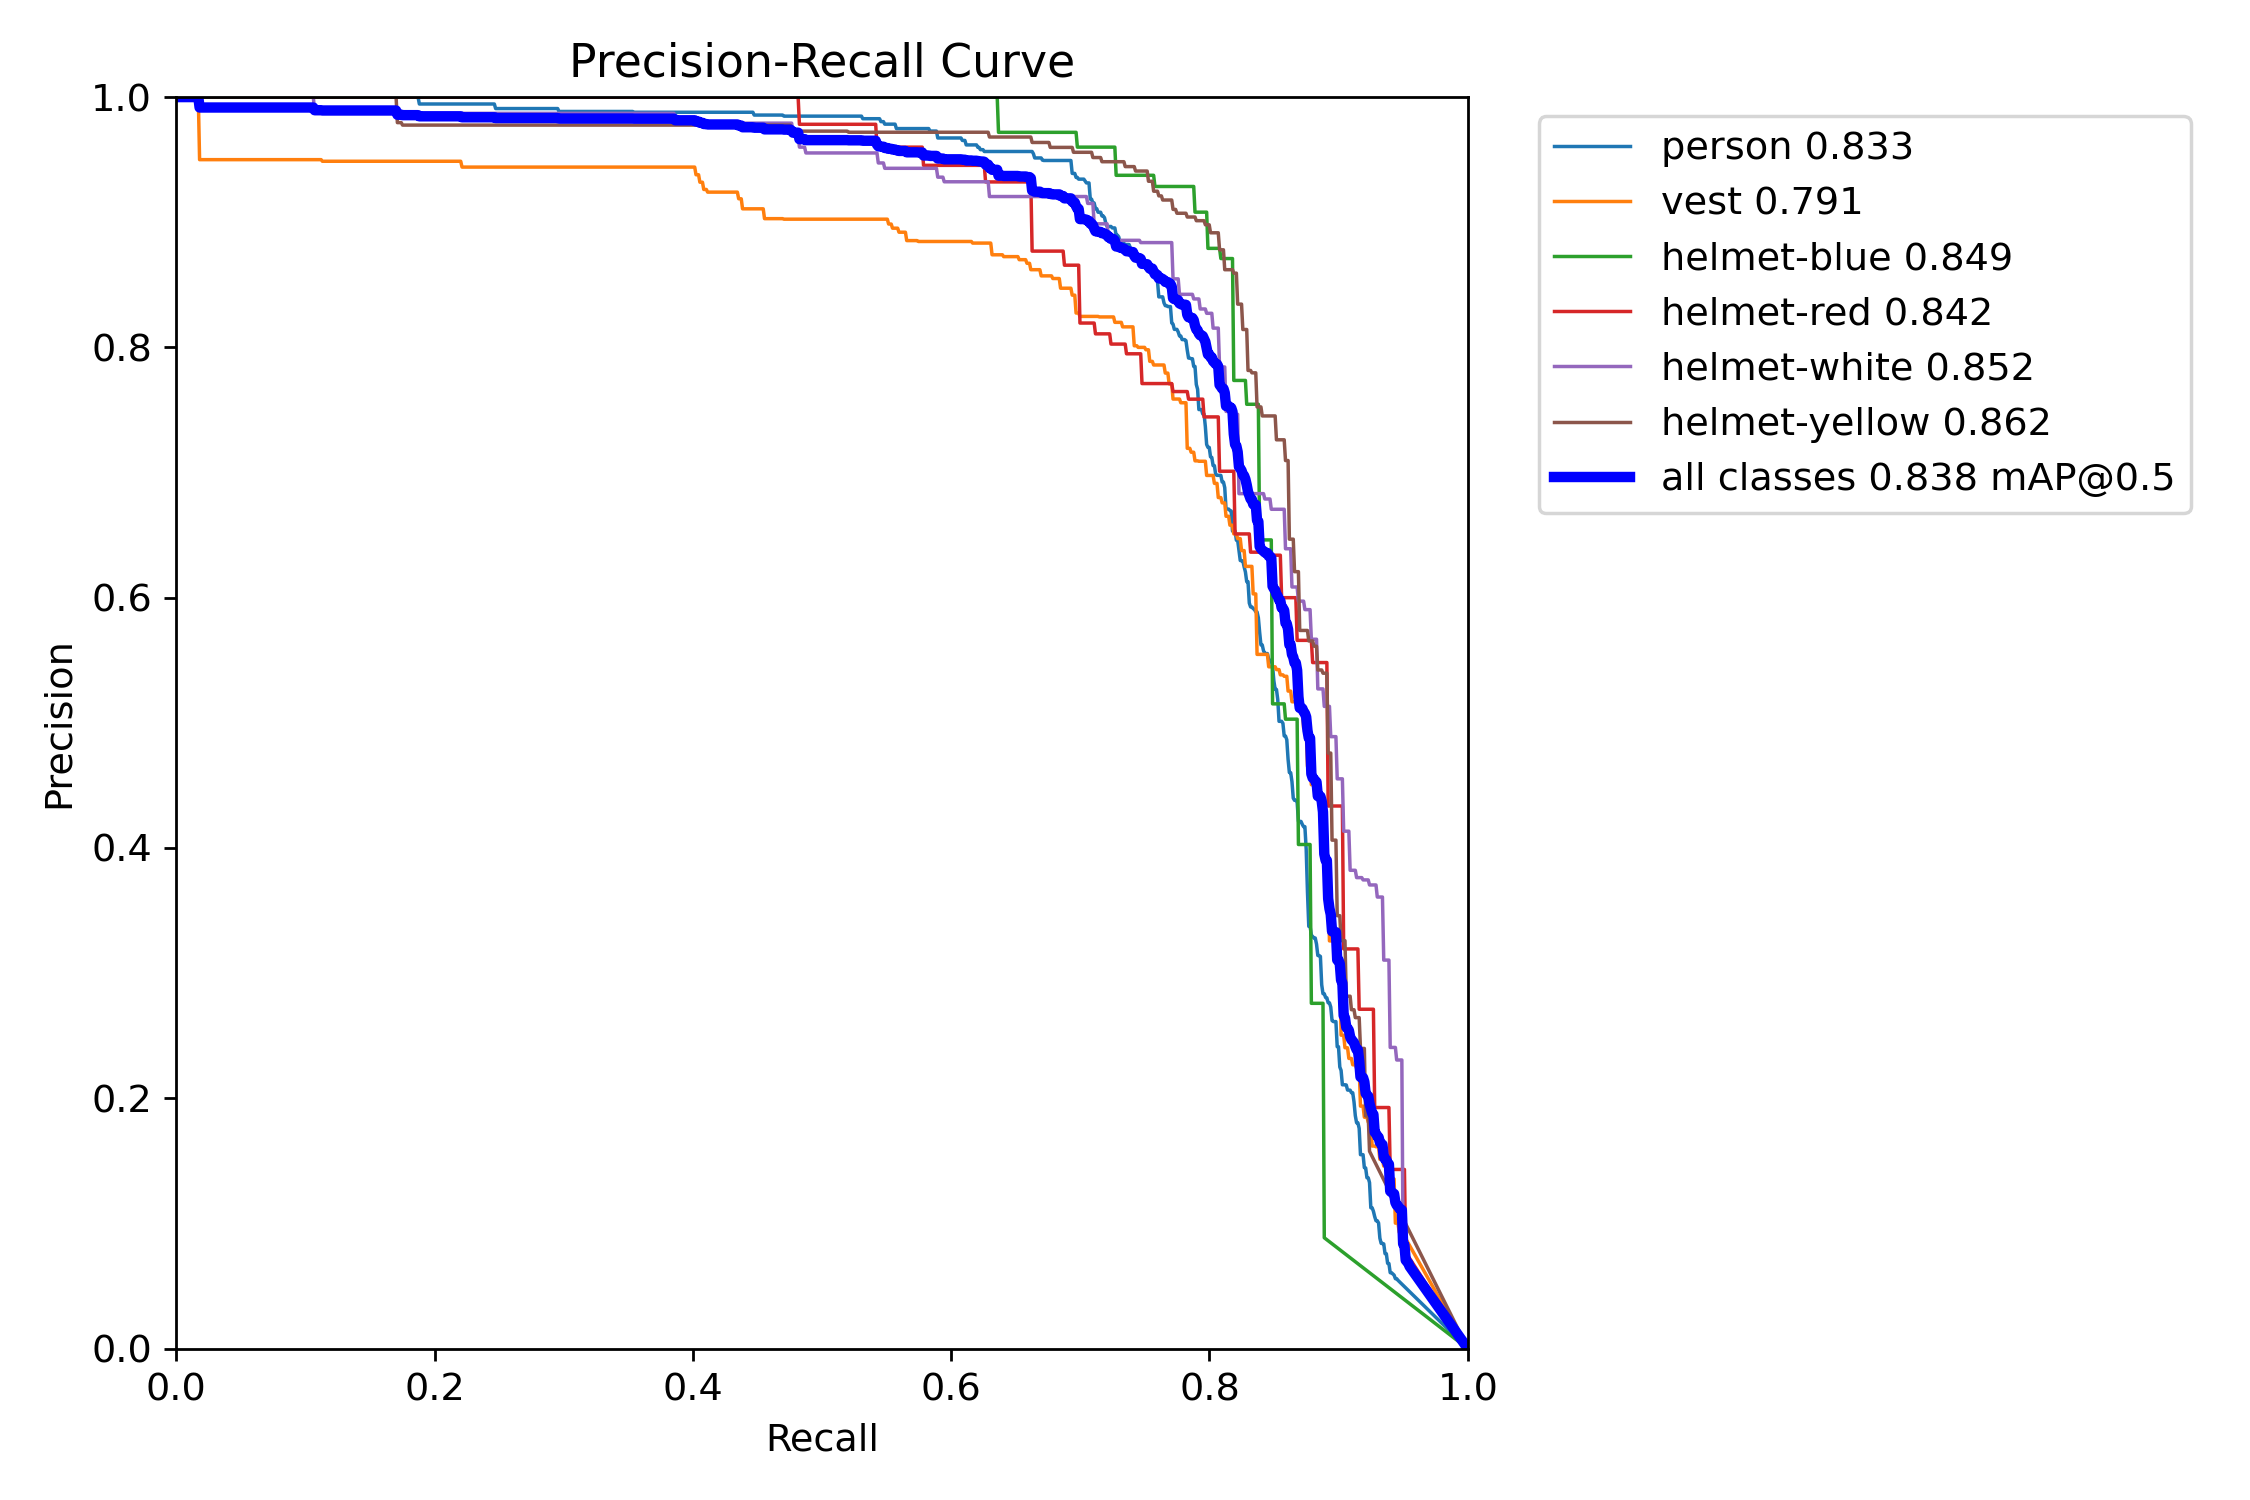 Precision-Recall Curve
1.0
0.8
0.6
0.4
0.2
0.0
Precision
0.0 0.2 0.4 0.6 0.8 1.0
Recall
person 0.833
vest 0.791
helmet-blue 0.849
helmet-red 0.842
helmet-white 0.852
helmet-yellow 0.862
all classes 0.838 mAP@0.5